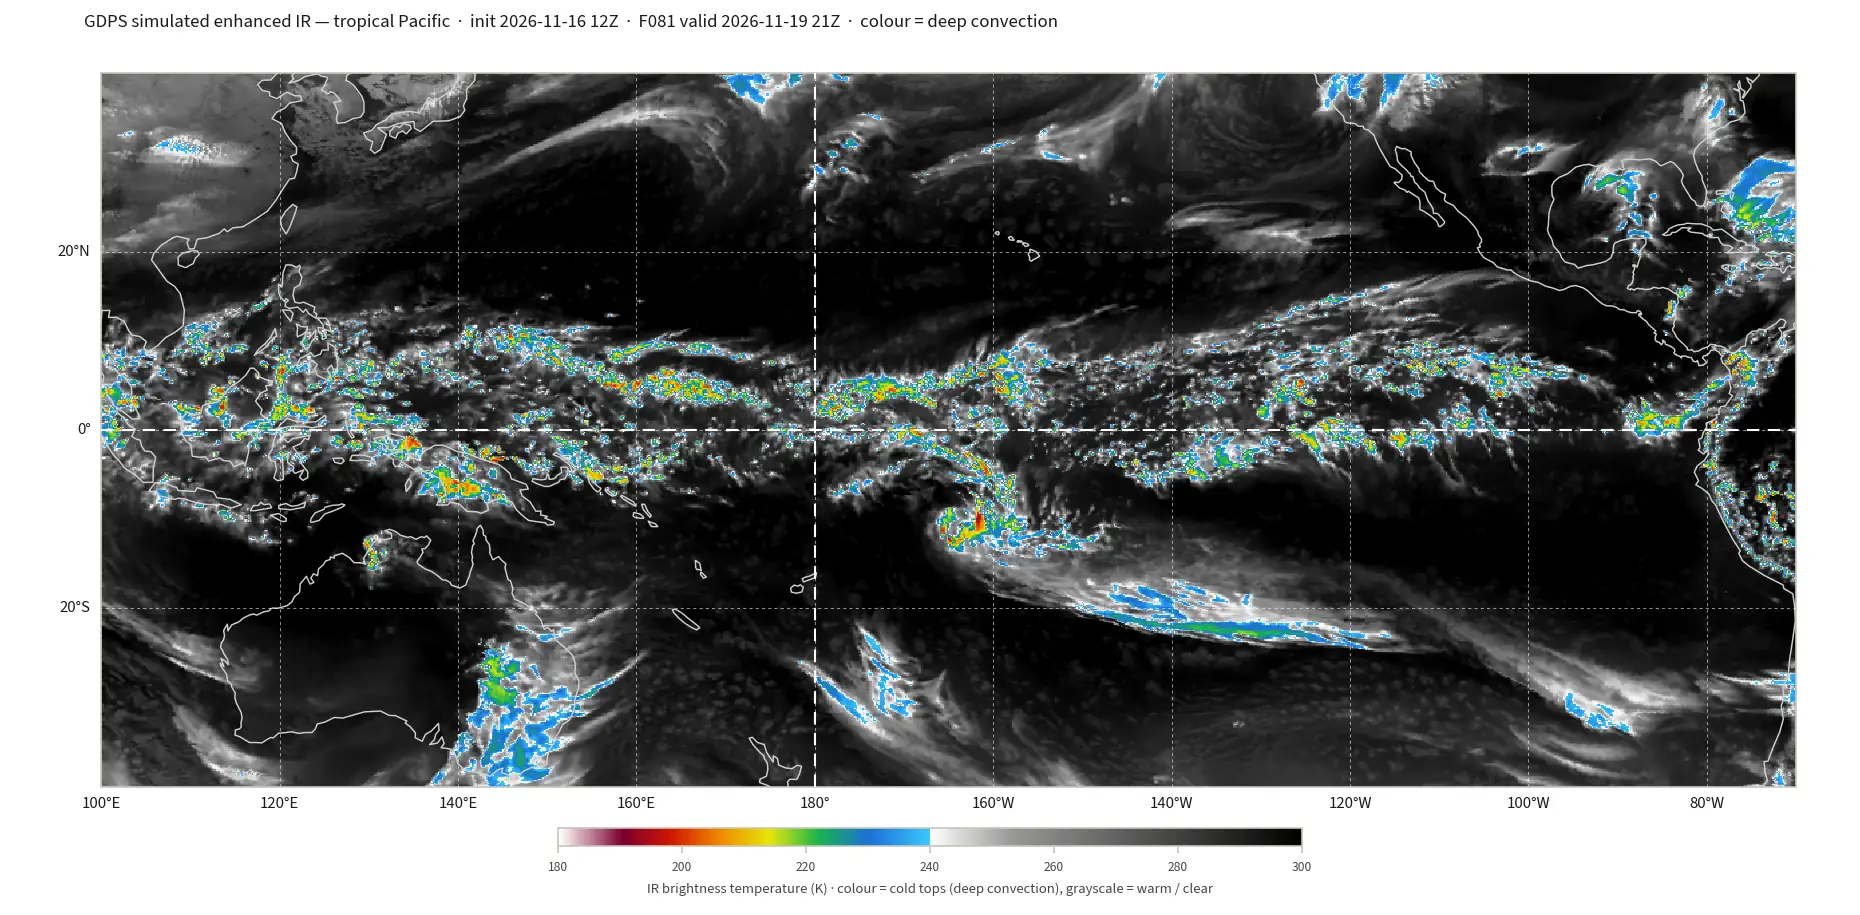 GDPS simulated enhanced IR — tropical Pacific · init 2026-11-16 12Z · F081 valid 2026-11-19 21Z · colour = deep convection
20°N
0°
20°S
100°E 120°E 140°E 160°E 180° 160°W 140°W 120°W 100°W 80°W
180 200 220 240 260 280 300
IR brightness temperature (K) · colour = cold tops (deep convection), grayscale = warm / clear